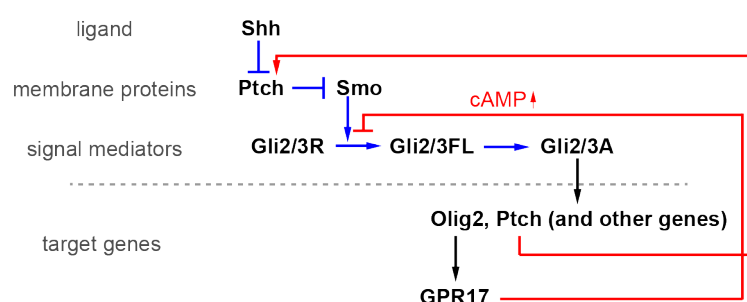 ligand Shh
membrane proteins Ptch Smo
cAMP
signal mediators Gli2/3R Gli2/3FL Gli2/3A
Olig2, Ptch (and other genes)
target genes
GPR17